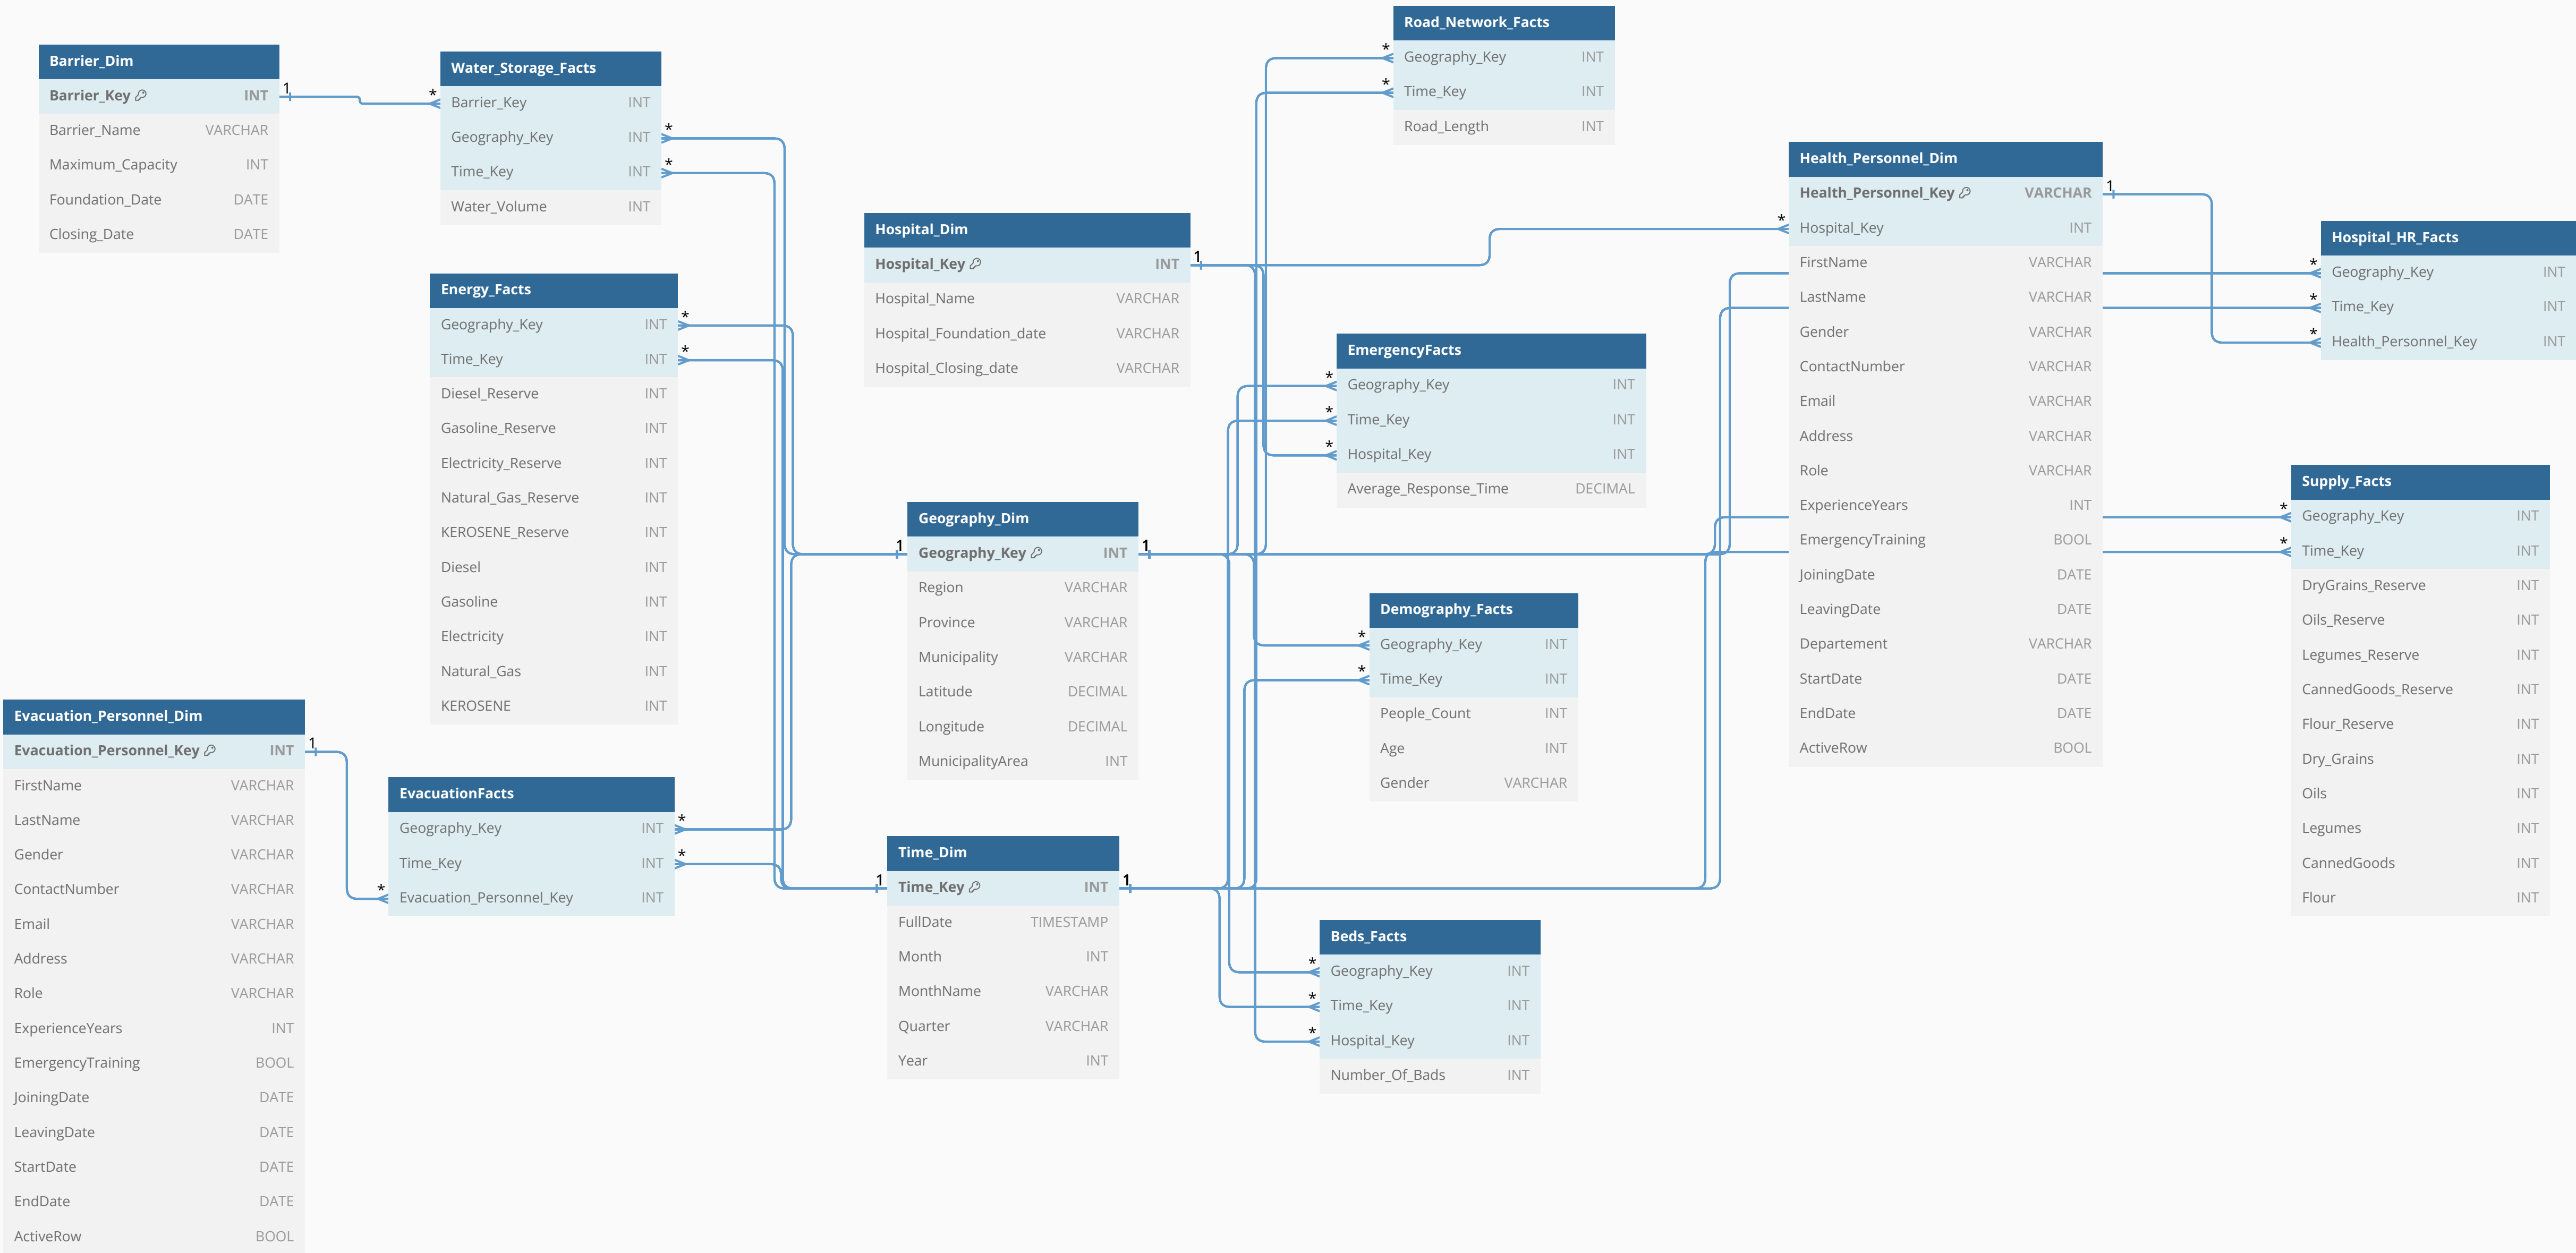 Barrier_Dim
Barrier_Key INT
Barrier_Name VARCHAR
Maximum_Capacity INT
Foundation_Date DATE
Closing_Date DATE
1
*
Water_Storage_Facts
Barrier_Key INT
Geography_Key INT
*
Time_Key INT
*
Water_Volume INT
Energy_Facts
Geography_Key INT
*
Time_Key INT
*
Diesel_Reserve INT
Gasoline_Reserve INT
Electricity_Reserve INT
Natural_Gas_Reserve INT
KEROSENE_Reserve INT
Diesel INT
Gasoline INT
Electricity INT
Natural_Gas INT
KEROSENE INT
Evacuation_Personnel_Dim
Evacuation_Personnel_Key INT
1
FirstName VARCHAR
LastName VARCHAR
Gender VARCHAR
ContactNumber VARCHAR
Email VARCHAR
Address VARCHAR
Role VARCHAR
ExperienceYears INT
EmergencyTraining BOOL
JoiningDate DATE
LeavingDate DATE
StartDate DATE
EndDate DATE
ActiveRow BOOL
EvacuationFacts
Geography_Key INT
*
Time_Key INT
*
*
Evacuation_Personnel_Key INT
Hospital_Dim
Hospital_Key INT
1
Hospital_Name VARCHAR
Hospital_Foundation_date VARCHAR
Hospital_Closing_date VARCHAR
Geography_Dim
1
Geography_Key INT
1
Region VARCHAR
Province VARCHAR
Municipality VARCHAR
Latitude DECIMAL
Longitude DECIMAL
MunicipalityArea INT
Time_Dim
1
Time_Key INT
1
FullDate TIMESTAMP
Month INT
MonthName VARCHAR
Quarter VARCHAR
Year INT
Road_Network_Facts
*
Geography_Key INT
*
Time_Key INT
Road_Length INT
EmergencyFacts
*
Geography_Key INT
*
Time_Key INT
*
Hospital_Key INT
Average_Response_Time DECIMAL
Demography_Facts
*
Geography_Key INT
*
Time_Key INT
People_Count INT
Age INT
Gender VARCHAR
Beds_Facts
*
Geography_Key INT
*
Time_Key INT
*
Hospital_Key INT
Number_Of_Bads INT
Health_Personnel_Dim
Health_Personnel_Key VARCHAR
1
*
Hospital_Key INT
FirstName VARCHAR
LastName VARCHAR
Gender VARCHAR
ContactNumber VARCHAR
Email VARCHAR
Address VARCHAR
Role VARCHAR
ExperienceYears INT
EmergencyTraining BOOL
JoiningDate DATE
LeavingDate DATE
Departement VARCHAR
StartDate DATE
EndDate DATE
ActiveRow BOOL
Hospital_HR_Facts
*
Geography_Key INT
*
Time_Key INT
*
Health_Personnel_Key INT
Supply_Facts
*
Geography_Key INT
*
Time_Key INT
DryGrains_Reserve INT
Oils_Reserve INT
Legumes_Reserve INT
CannedGoods_Reserve INT
Flour_Reserve INT
Dry_Grains INT
Oils INT
Legumes INT
CannedGoods INT
Flour INT